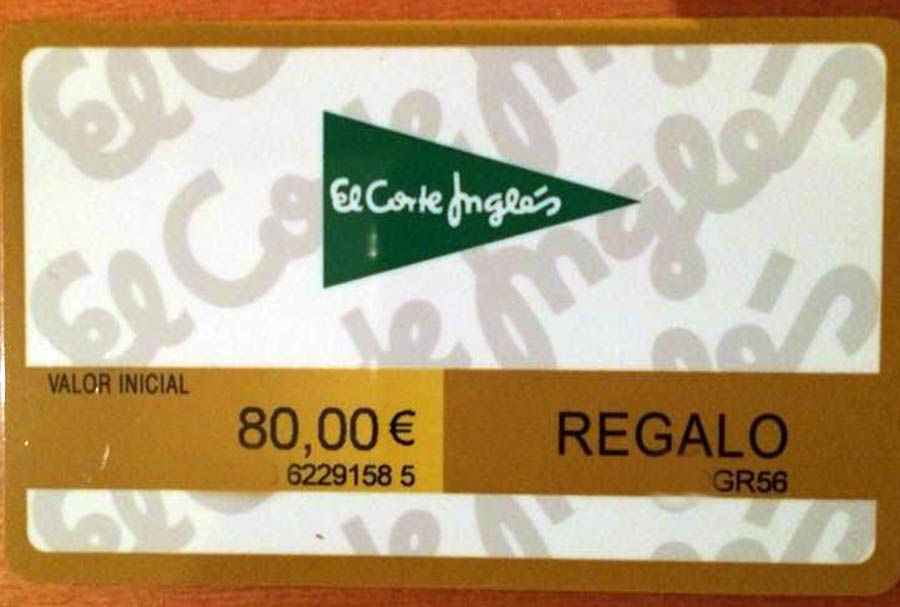 El Corte Inglés
VALOR INICIAL
80,00 €
6229158 5
REGALO
GR56